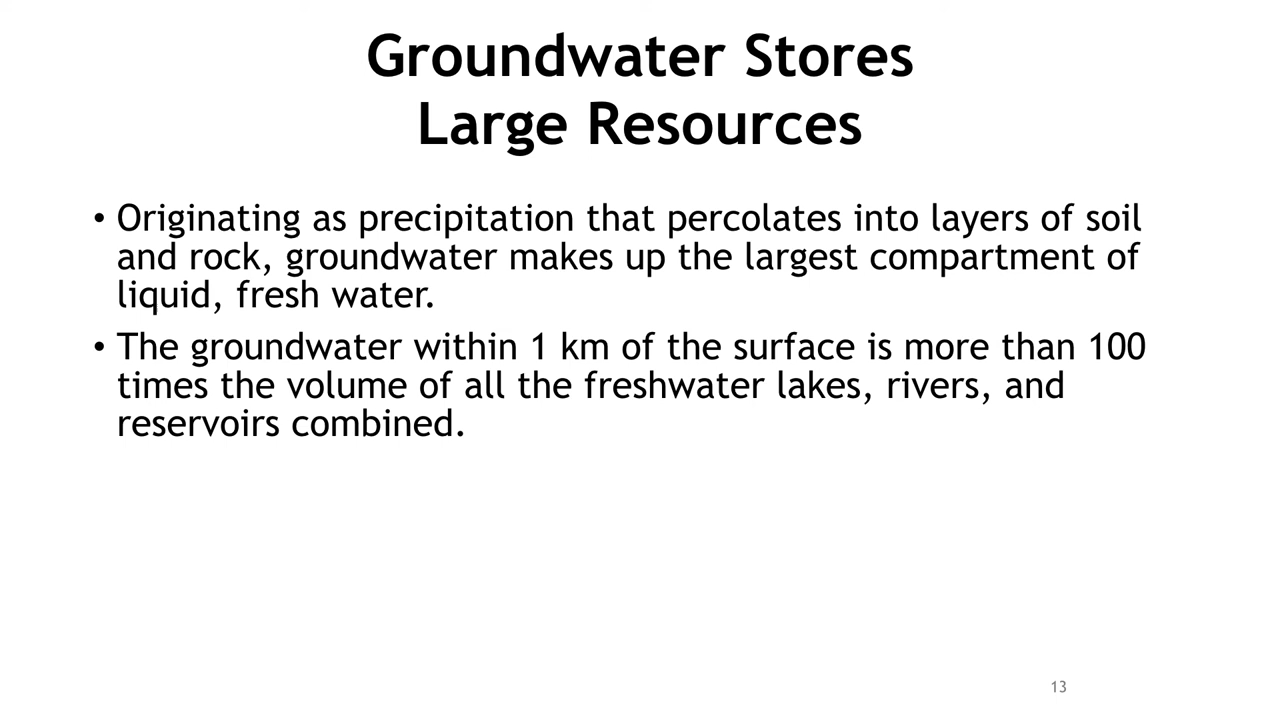 Groundwater Stores
Large Resources
• Originating as precipitation that percolates into layers of soil
and rock, groundwater makes up the largest compartment of
liquid, fresh water.
• The groundwater within 1 km of the surface is more than 100
times the volume of all the freshwater lakes, rivers, and
reservoirs combined.
13